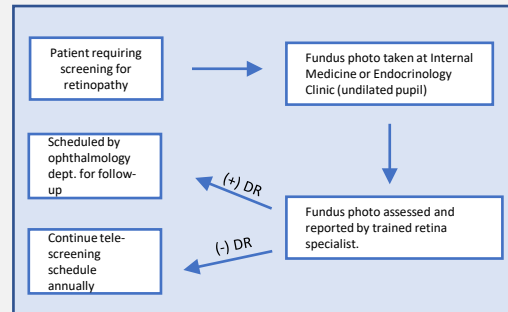 Patient requiring
screening for
retinopathy
Fundus photo taken at Internal
Medicine or Endocrinology
Clinic (undilated pupil)
Scheduled by
ophthalmology
dept. for follow-
up
(+) DR
Fundus photo assessed and
reported by trained retina
specialist.
(-) DR
Continue tele-
screening
schedule
annually